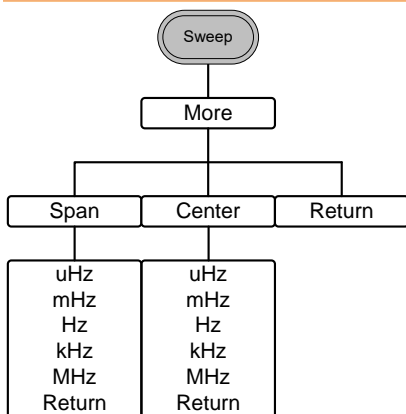 Sweep
More
Span Center Return
uHz uHz
mHz mHz
Hz Hz
kHz kHz
MHz MHz
Return Return